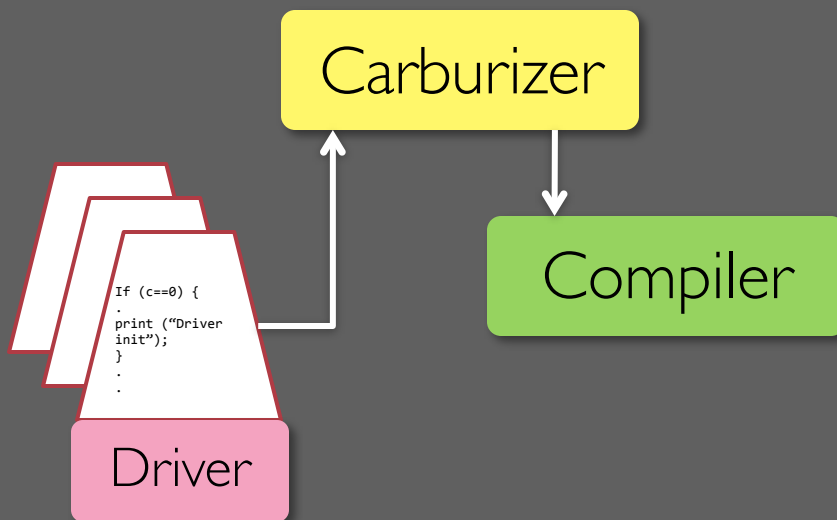 Carburizer
Compiler
If (c==0) {
.
print (“Driver
init”);
}
.
.
Driver